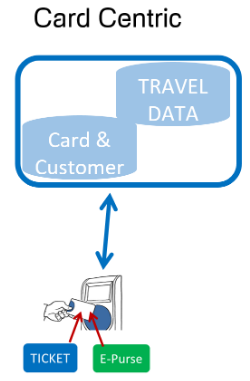 Card Centric
TRAVEL
DATA
Card &
Customer
TICKET
E-Purse